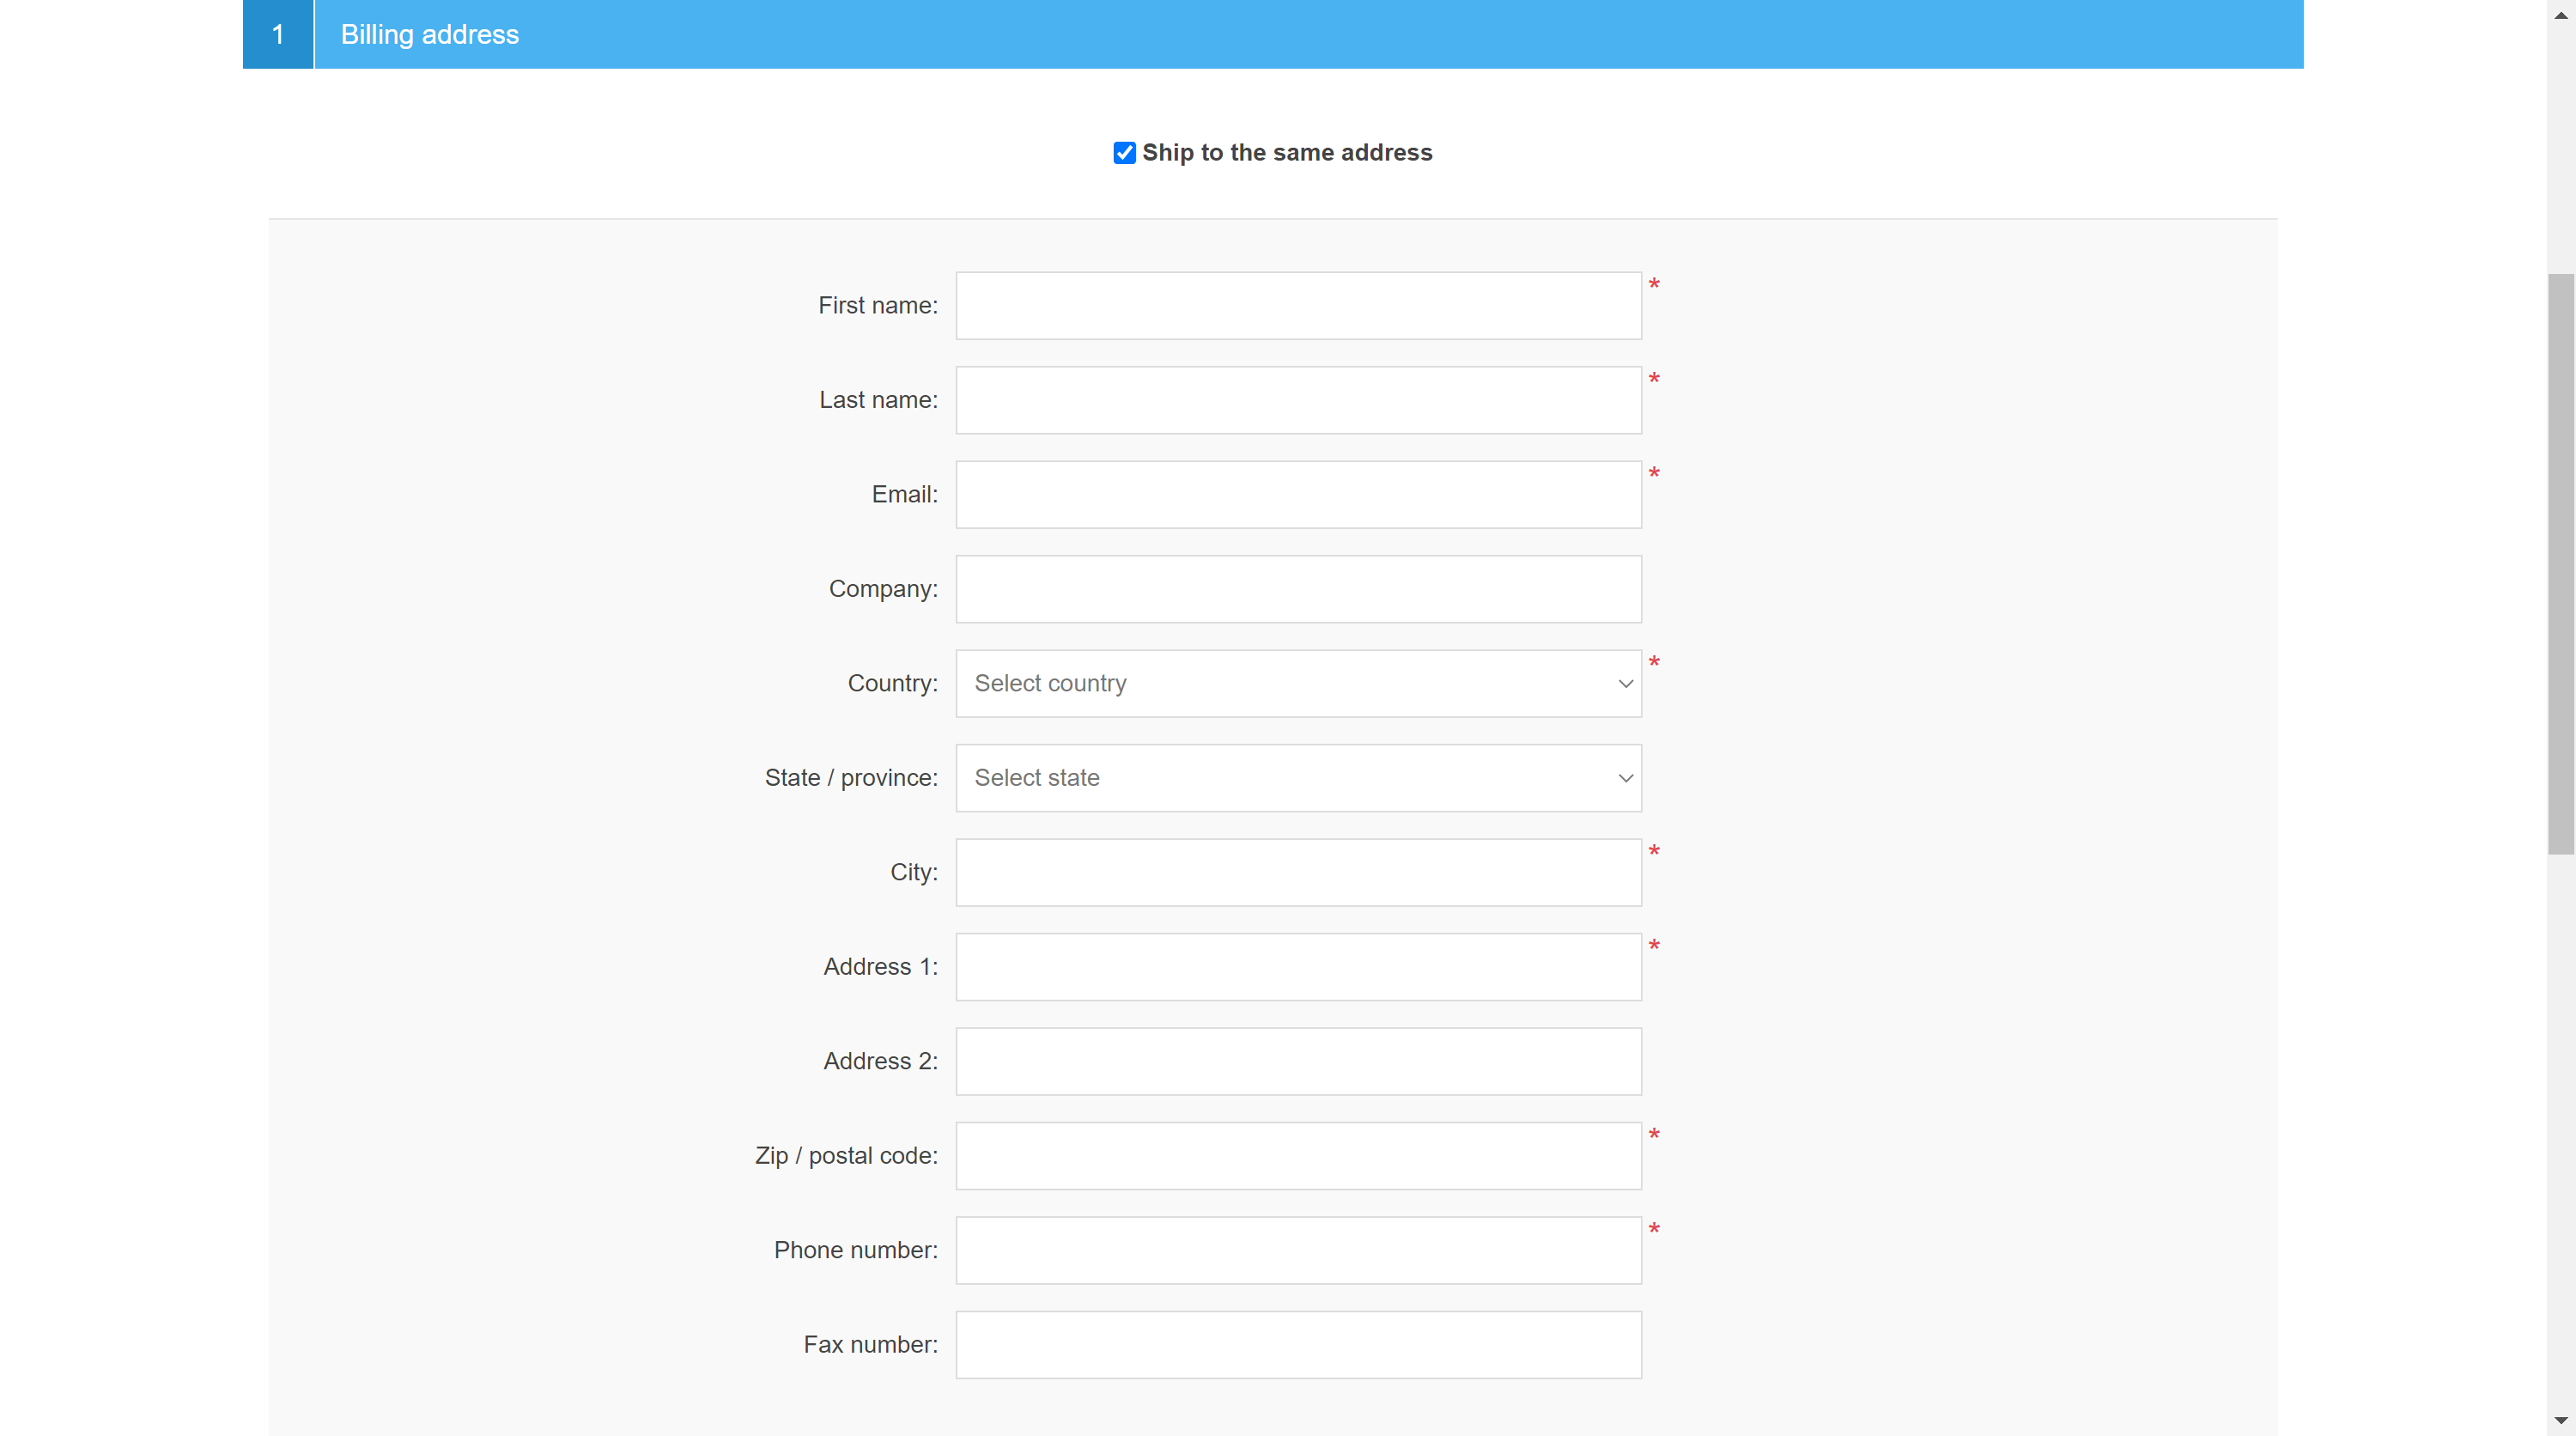 1 Billing address
Ship to the same address
First name: *
Last name: *
Email: *
Company:
Country: Select country *
State / province: Select state
City: *
Address 1: *
Address 2:
Zip / postal code: *
Phone number: *
Fax number: